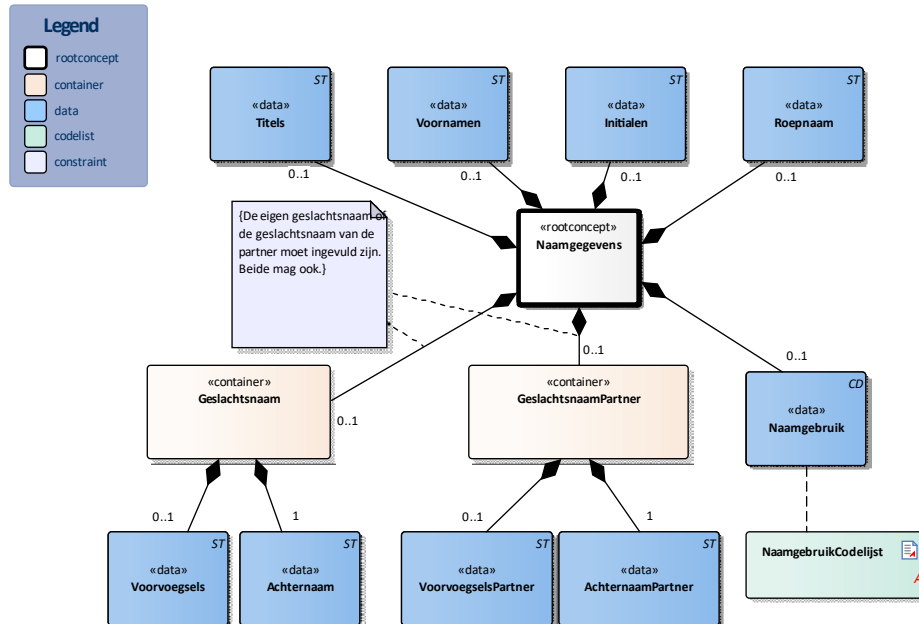 Legend
rootconcept
container
data
codelist
constraint
ST
«data»
Titels
ST
«data»
Voornamen
ST
«data»
Initialen
ST
«data»
Roepnaam
0..1
0..1
0..1
0..1
{De eigen geslachtsnaam of
de geslachtsnaam van de
partner moet ingevuld zijn.
Beide mag ook.}
«rootconcept»
Naamgegevens
0..1
0..1
0..1
«container»
Geslachtsnaam
«container»
GeslachtsnaamPartner
CD
«data»
Naamgebruik
0..1
1
0..1
1
ST
«data»
Voorvoegsels
ST
«data»
Achternaam
ST
«data»
VoorvoegselsPartner
ST
«data»
AchternaamPartner
NaamgebruikCodelijst